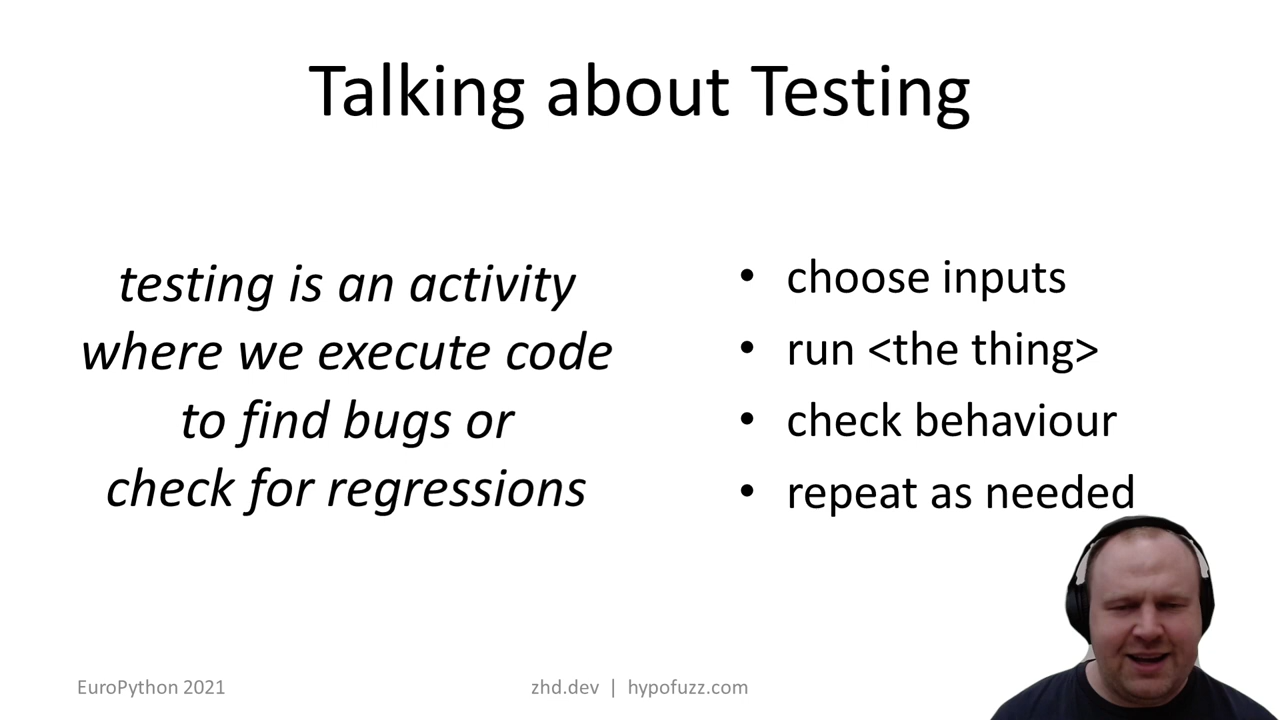 Talking about Testing
testing is an activity
where we execute code
to find bugs or
check for regressions
• choose inputs
• run <the thing>
• check behaviour
• repeat as needed
EuroPython 2021
zhd.dev | hypofuzz.com